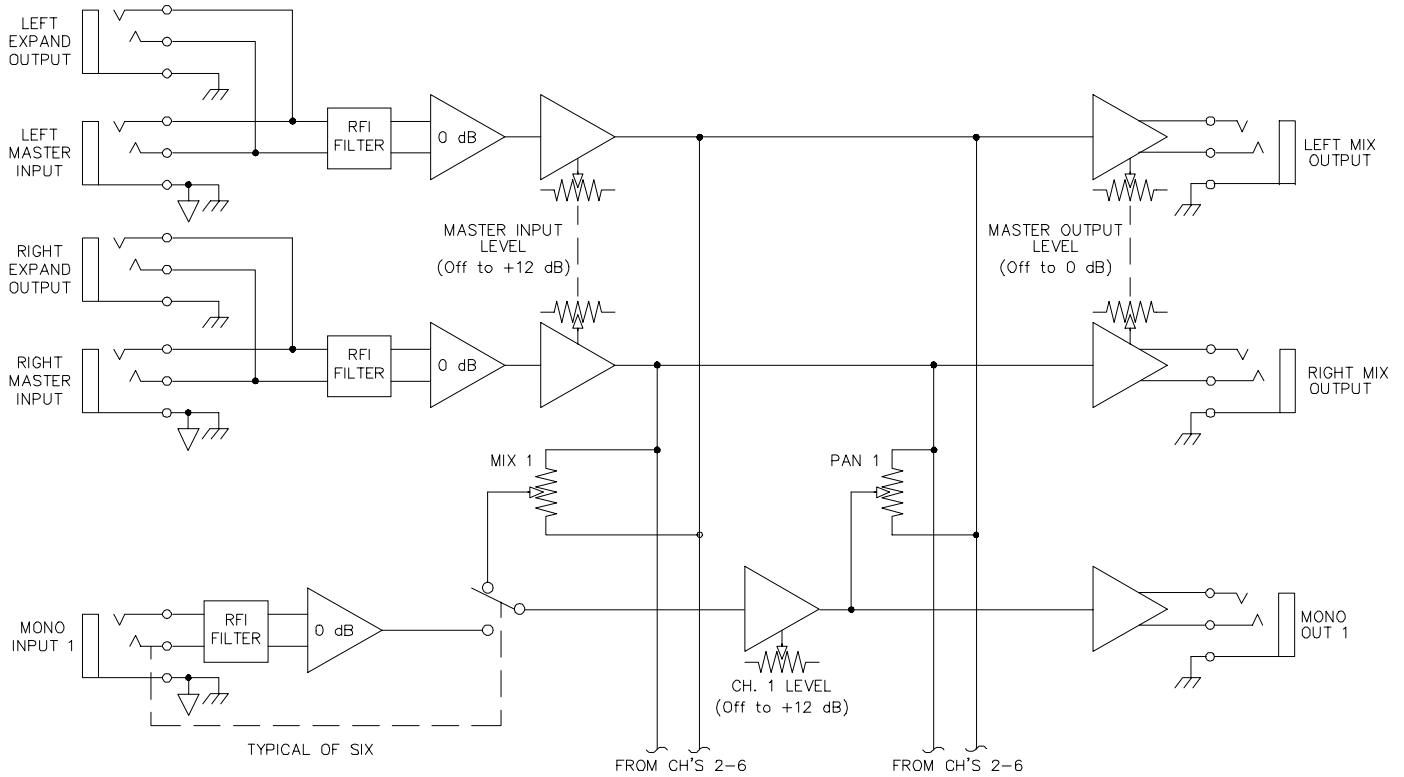 LEFT
EXPAND
OUTPUT
LEFT
MASTER
INPUT
RFI
FILTER
0 dB
MASTER INPUT
LEVEL
(Off to +12 dB)
MASTER OUTPUT
LEVEL
(Off to 0 dB)
LEFT MIX
OUTPUT
RIGHT
EXPAND
OUTPUT
RIGHT
MASTER
INPUT
RFI
FILTER
0 dB
RIGHT MIX
OUTPUT
MIX 1
PAN 1
MONO
INPUT 1
RFI
FILTER
0 dB
CH. 1 LEVEL
(Off to +12 dB)
MONO
OUT 1
TYPICAL OF SIX
FROM CH'S 2-6
FROM CH'S 2-6